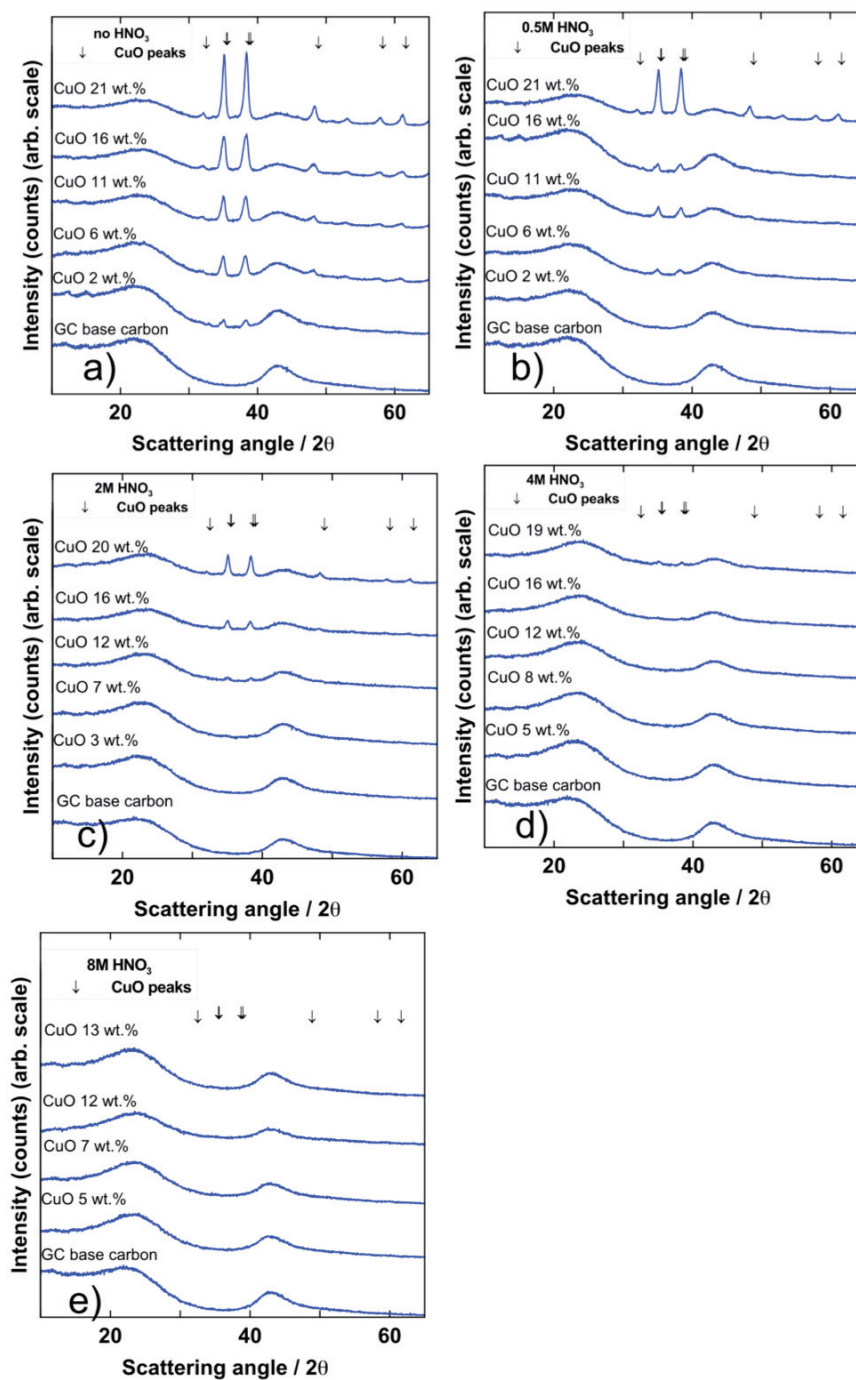 no HNO₃
↓ CuO peaks
CuO 21 wt.%
CuO 16 wt.%
CuO 11 wt.%
CuO 6 wt.%
CuO 2 wt.%
GC base carbon
a)
Intensity (counts) (arb. scale)
20 40 60
Scattering angle / 2θ
0.5M HNO₃
↓ CuO peaks
CuO 21 wt.%
CuO 16 wt.%
CuO 11 wt.%
CuO 6 wt.%
CuO 2 wt.%
GC base carbon
b)
Intensity (counts) (arb. scale)
20 40 60
Scattering angle / 2θ
2M HNO₃
↓ CuO peaks
CuO 20 wt.%
CuO 16 wt.%
CuO 12 wt.%
CuO 7 wt.%
CuO 3 wt.%
GC base carbon
c)
Intensity (counts) (arb. scale)
20 40 60
Scattering angle / 2θ
4M HNO₃
↓ CuO peaks
CuO 19 wt.%
CuO 16 wt.%
CuO 12 wt.%
CuO 8 wt.%
CuO 5 wt.%
GC base carbon
d)
Intensity (counts) (arb. scale)
20 40 60
Scattering angle / 2θ
8M HNO₃
↓ CuO peaks
CuO 13 wt.%
CuO 12 wt.%
CuO 7 wt.%
CuO 5 wt.%
GC base carbon
e)
Intensity (counts) (arb. scale)
20 40 60
Scattering angle / 2θ